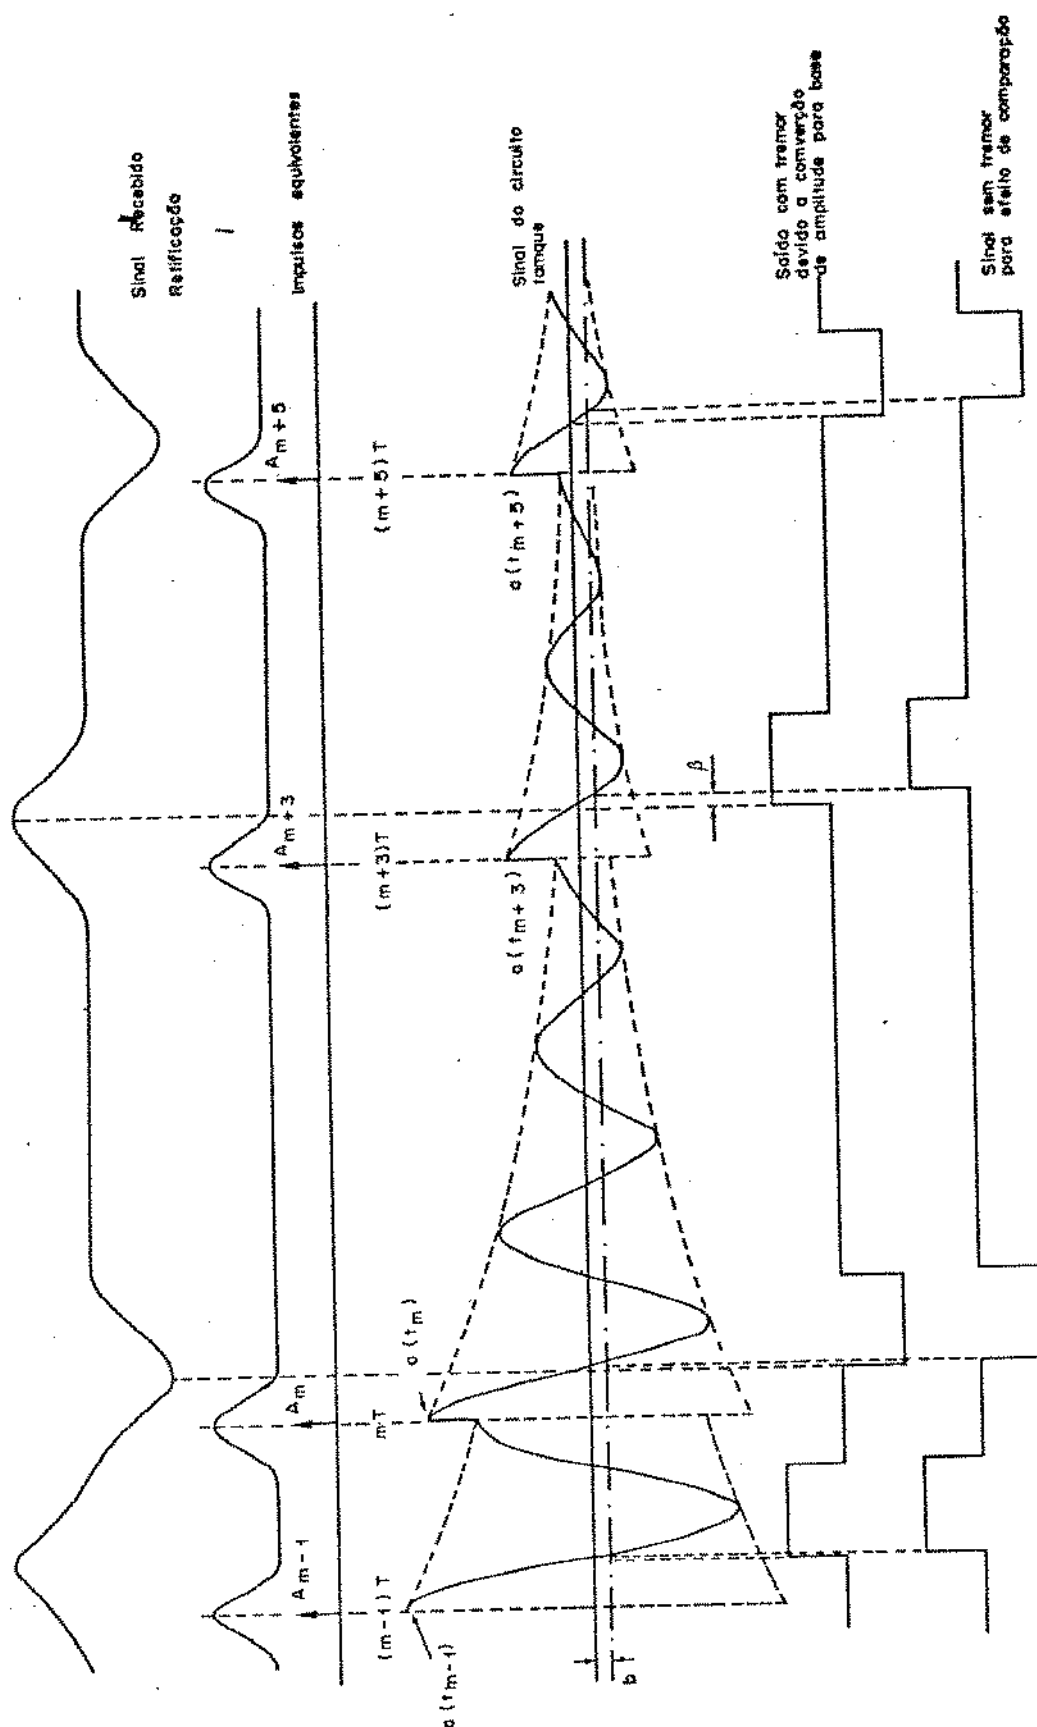 Sinal Recebido
Retificação
Impulsos equivalentes
A m-1
A m
A m+3
A m+5
(m-1)T
mT
(m+3)T
(m+5)T
a(t m-1)
a(t m)
a(t m+3)
a(t m+5)
Sinal do circuito
tanque
b
β
Saída com tremor
devido a converção
de amplitude para base
Sinal sem tremor
para efeito de comparação